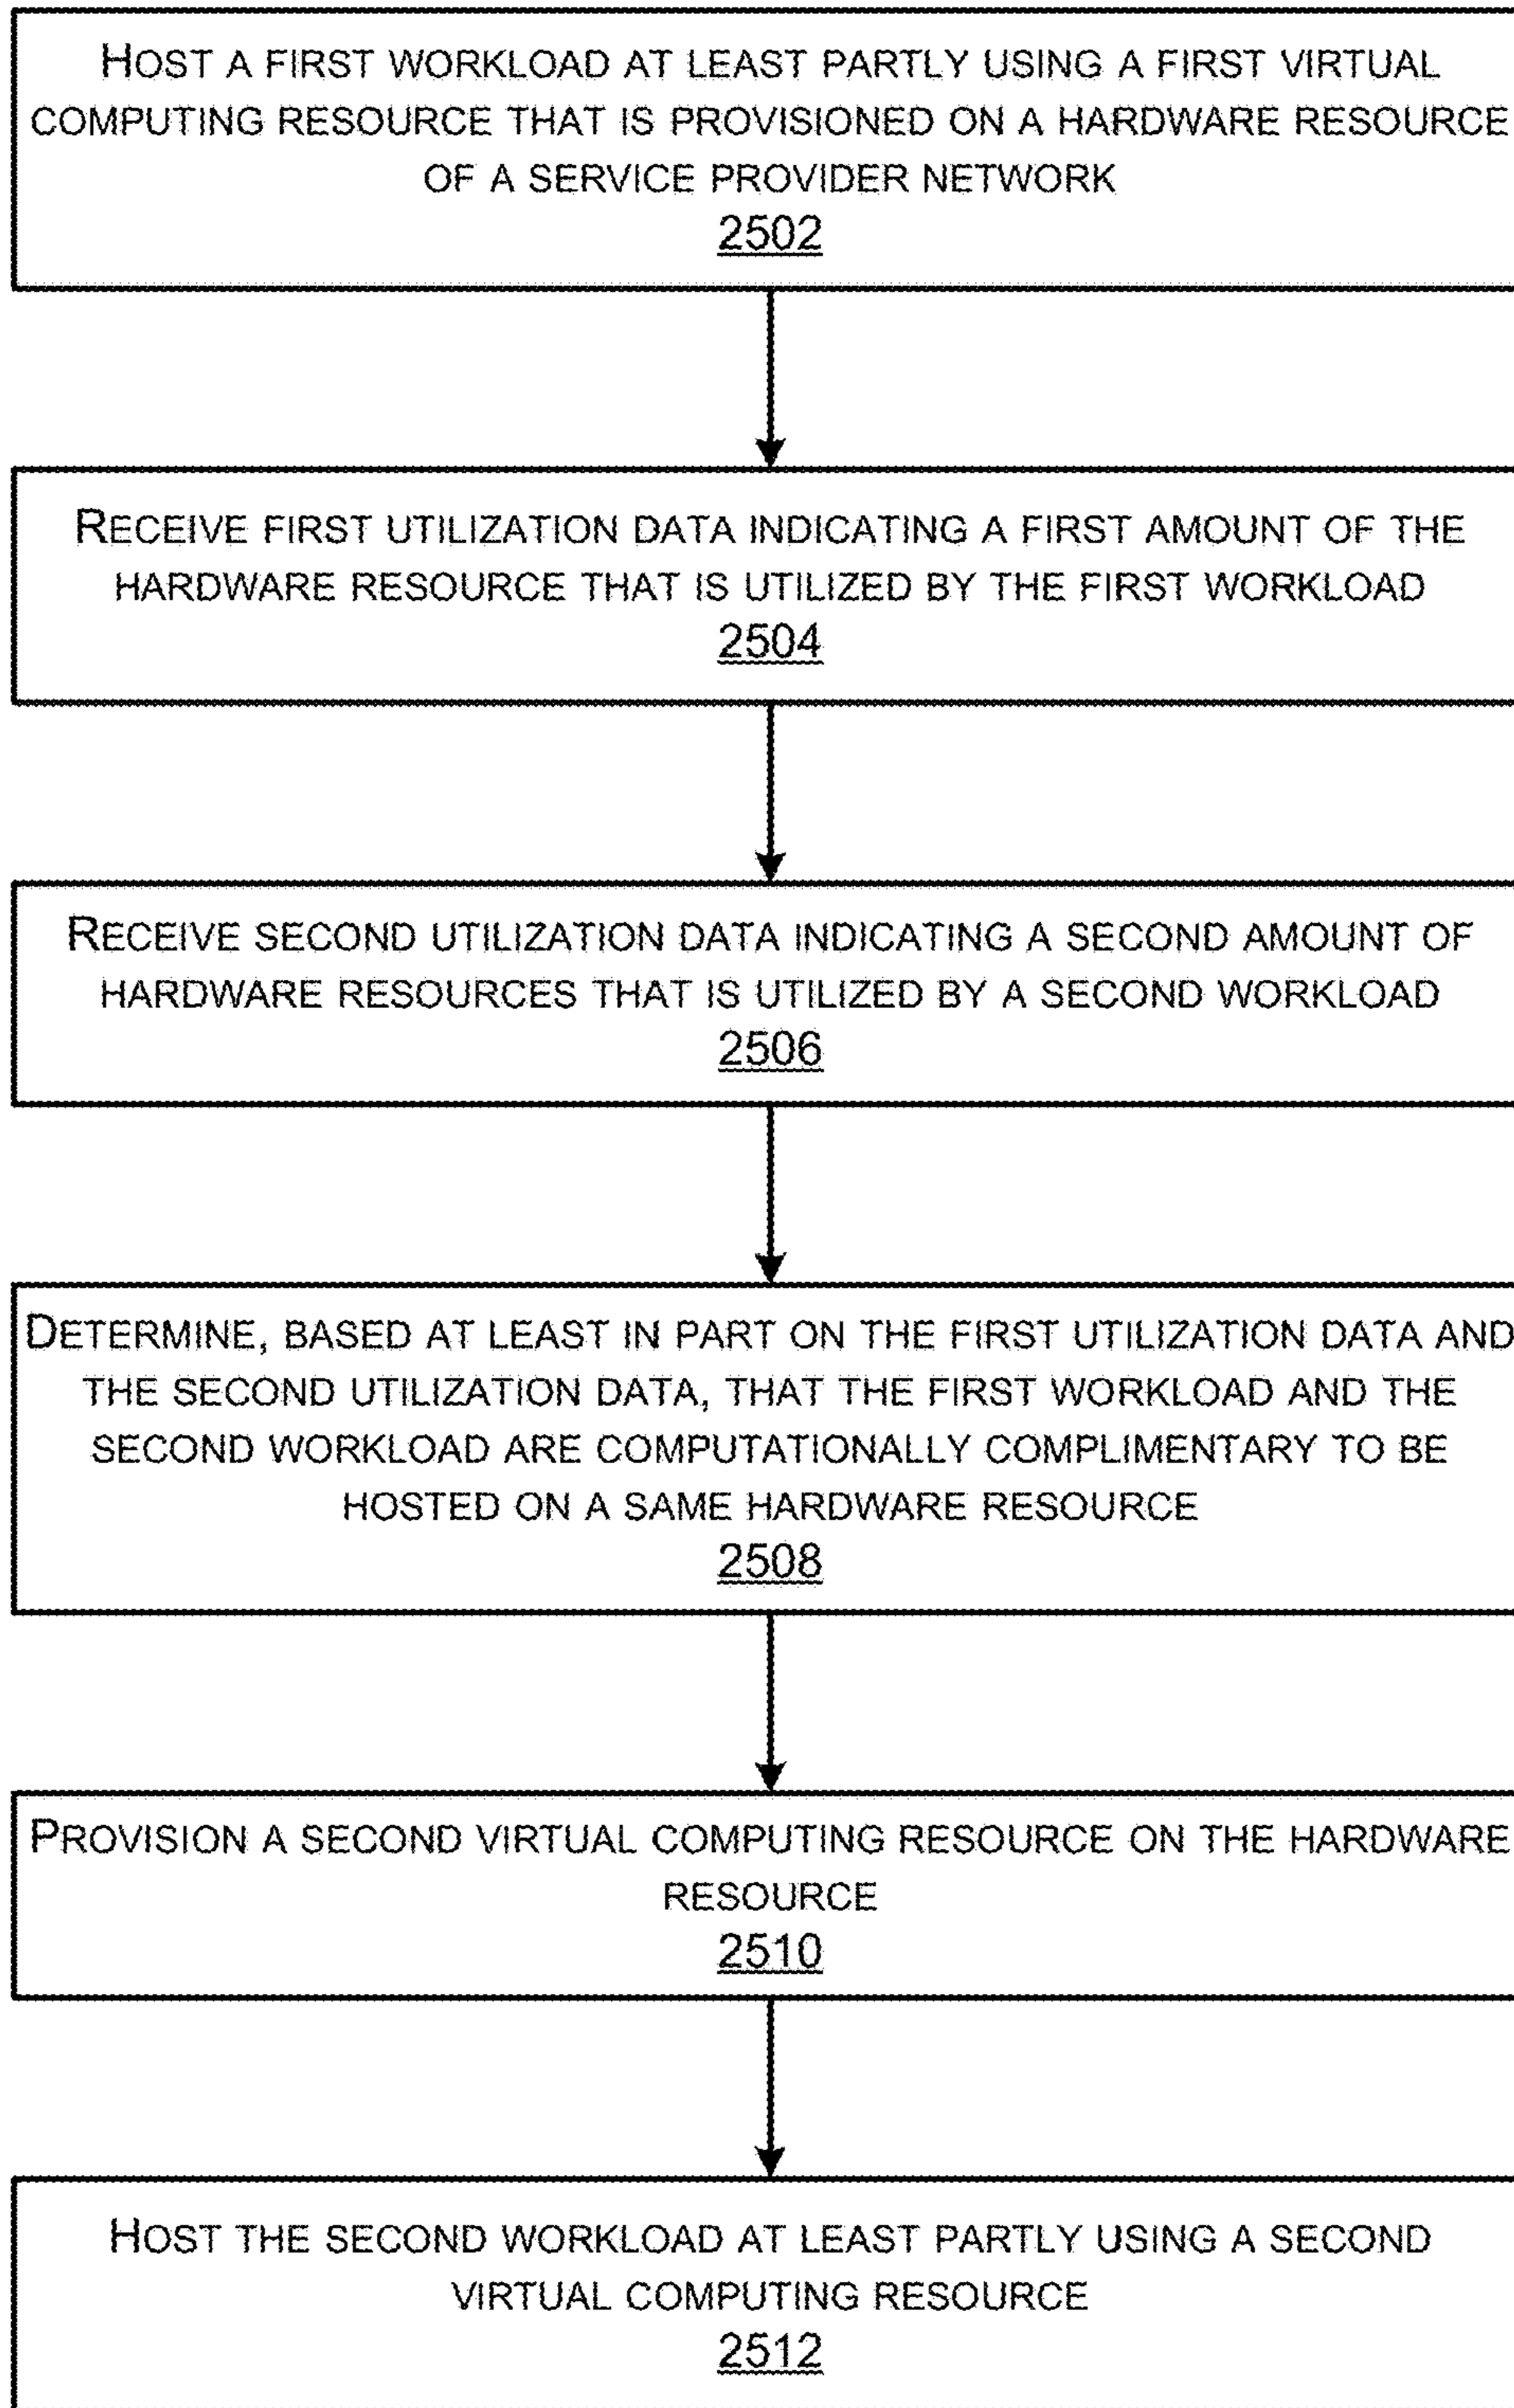 HOST A FIRST WORKLOAD AT LEAST PARTLY USING A FIRST VIRTUAL
COMPUTING RESOURCE THAT IS PROVISIONED ON A HARDWARE RESOURCE
OF A SERVICE PROVIDER NETWORK
2502
RECEIVE FIRST UTILIZATION DATA INDICATING A FIRST AMOUNT OF THE
HARDWARE RESOURCE THAT IS UTILIZED BY THE FIRST WORKLOAD
2504
RECEIVE SECOND UTILIZATION DATA INDICATING A SECOND AMOUNT OF
HARDWARE RESOURCES THAT IS UTILIZED BY A SECOND WORKLOAD
2506
DETERMINE, BASED AT LEAST IN PART ON THE FIRST UTILIZATION DATA AND
THE SECOND UTILIZATION DATA, THAT THE FIRST WORKLOAD AND THE
SECOND WORKLOAD ARE COMPUTATIONALLY COMPLIMENTARY TO BE
HOSTED ON A SAME HARDWARE RESOURCE
2508
PROVISION A SECOND VIRTUAL COMPUTING RESOURCE ON THE HARDWARE
RESOURCE
2510
HOST THE SECOND WORKLOAD AT LEAST PARTLY USING A SECOND
VIRTUAL COMPUTING RESOURCE
2512